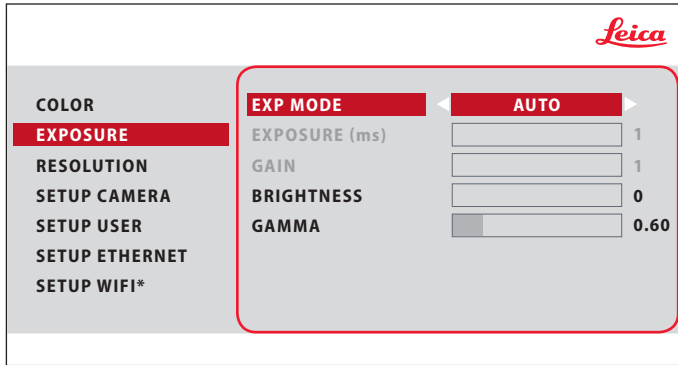 Leica
COLOR
EXPOSURE
RESOLUTION
SETUP CAMERA
SETUP USER
SETUP ETHERNET
SETUP WIFI*
EXP MODE AUTO
EXPOSURE (ms) 1
GAIN 1
BRIGHTNESS 0
GAMMA 0.60